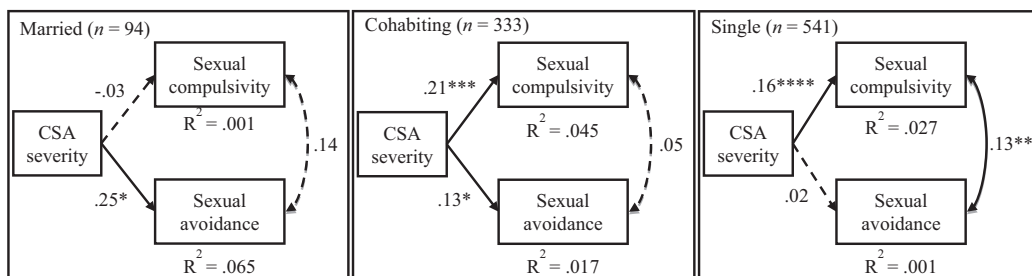 Married (n = 94)
Sexual
compulsivity
-.03
R² = .001
CSA
severity
.14
.25*
Sexual
avoidance
R² = .065
Cohabiting (n = 333)
Sexual
compulsivity
.21***
R² = .045
CSA
severity
.05
.13*
Sexual
avoidance
R² = .017
Single (n = 541)
Sexual
compulsivity
.16****
R² = .027
CSA
severity
.13**
.02
Sexual
avoidance
R² = .001